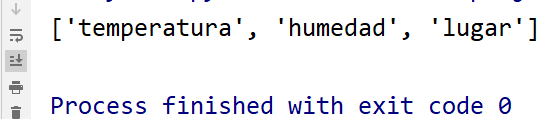 ['temperatura', 'humedad', 'lugar']
Process finished with exit code 0